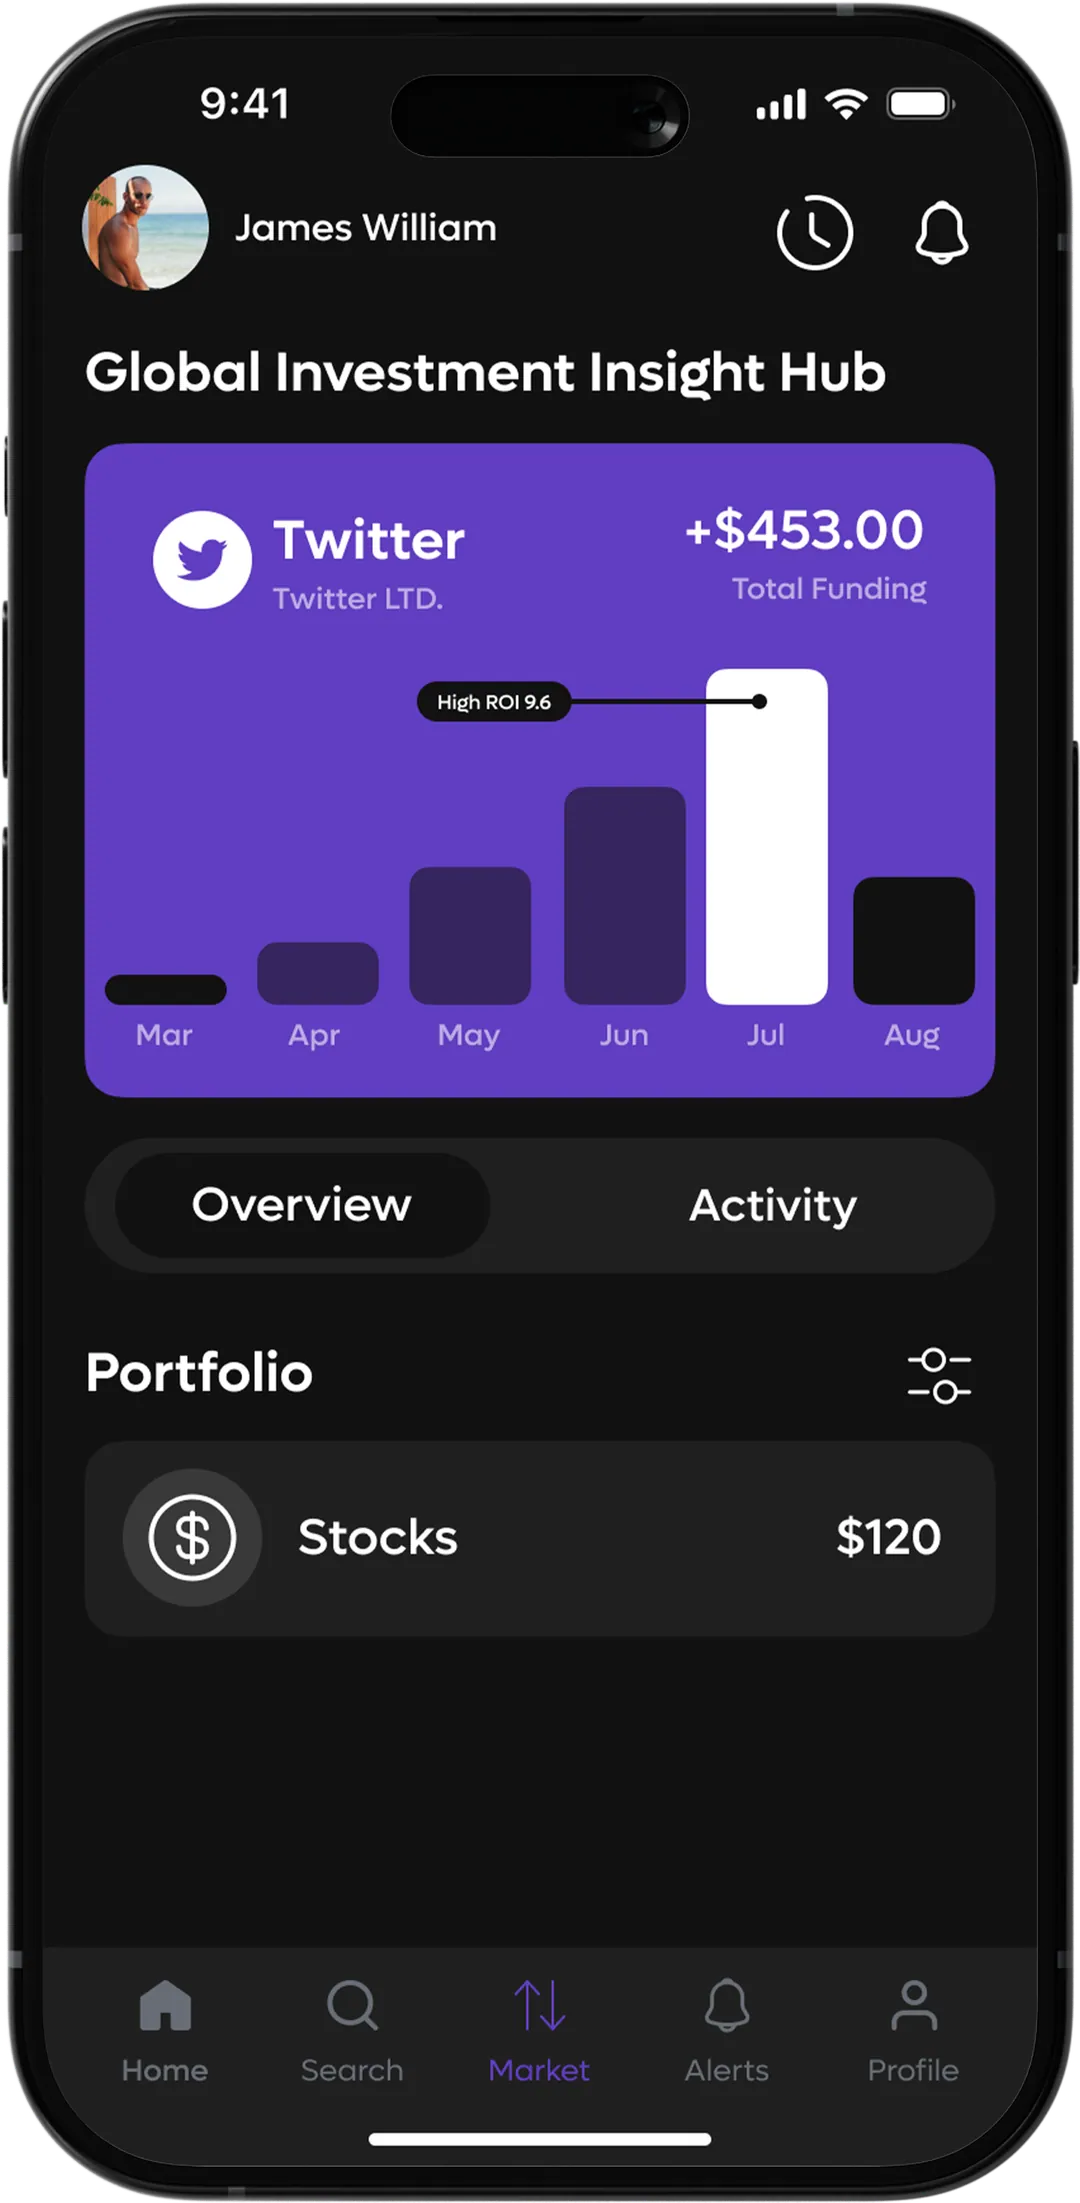 9:41
James William
Global Investment Insight Hub
Twitter
+$453.00
Twitter LTD.
Total Funding
High ROI 9.6
Mar Apr May Jun Jul Aug
Overview Activity
Portfolio
Stocks $120
Home Search Market Alerts Profile